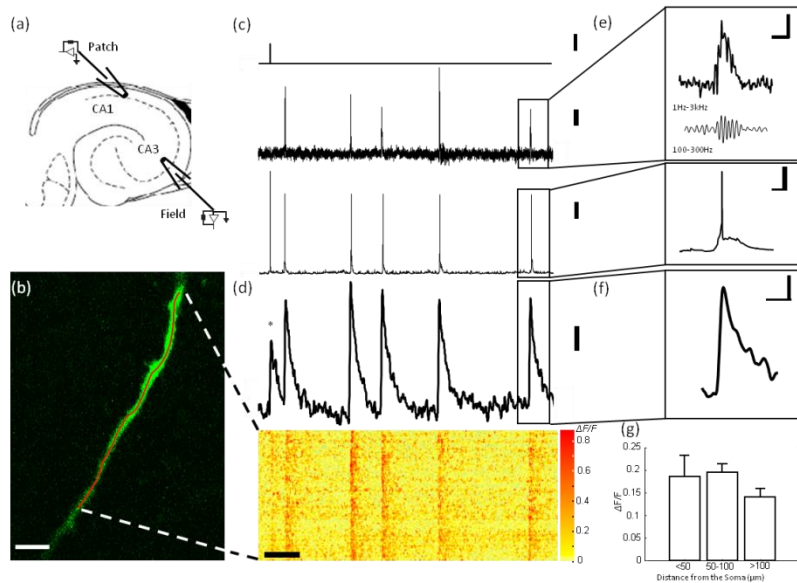 (a)
Patch
CA1
CA3
Field
(b)
(c)
(d)
*
ΔF/F
0.8
0.6
0.4
0.2
0
(e)
1Hz-3kHz
100-300Hz
(f)
(g)
ΔF/F
0.25
0.2
0.15
0.1
0.05
0
<50 50-100 >100
Distance from the Soma (μm)